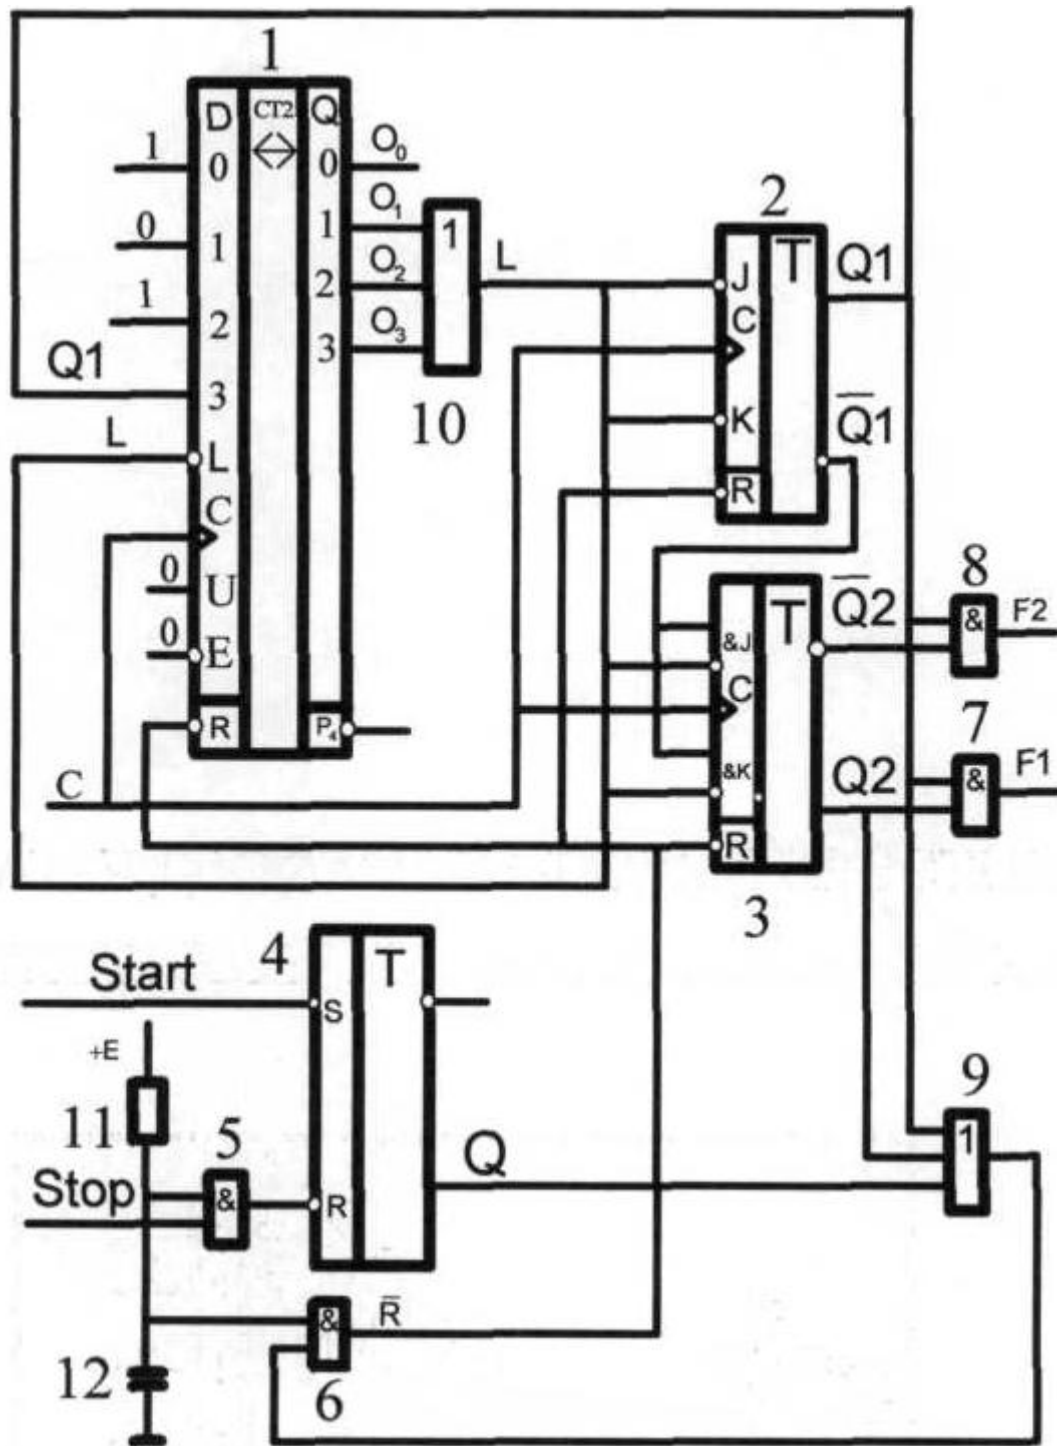 1
D CT2 Q
1 0 <> 0 O₀
0 1 1 O₁ 1
1 2 2 O₂ L
Q1 3 3 O₃
10
L L
C
0 U
0 E
R P₄
C
2
J T Q1
C
K Q̅1
R
&J T Q̅2
C
&K Q2
R
3
8
& F2
7
& F1
Start 4 S T
+E
11 5
Stop & R Q
9
1
& R̅
12 6